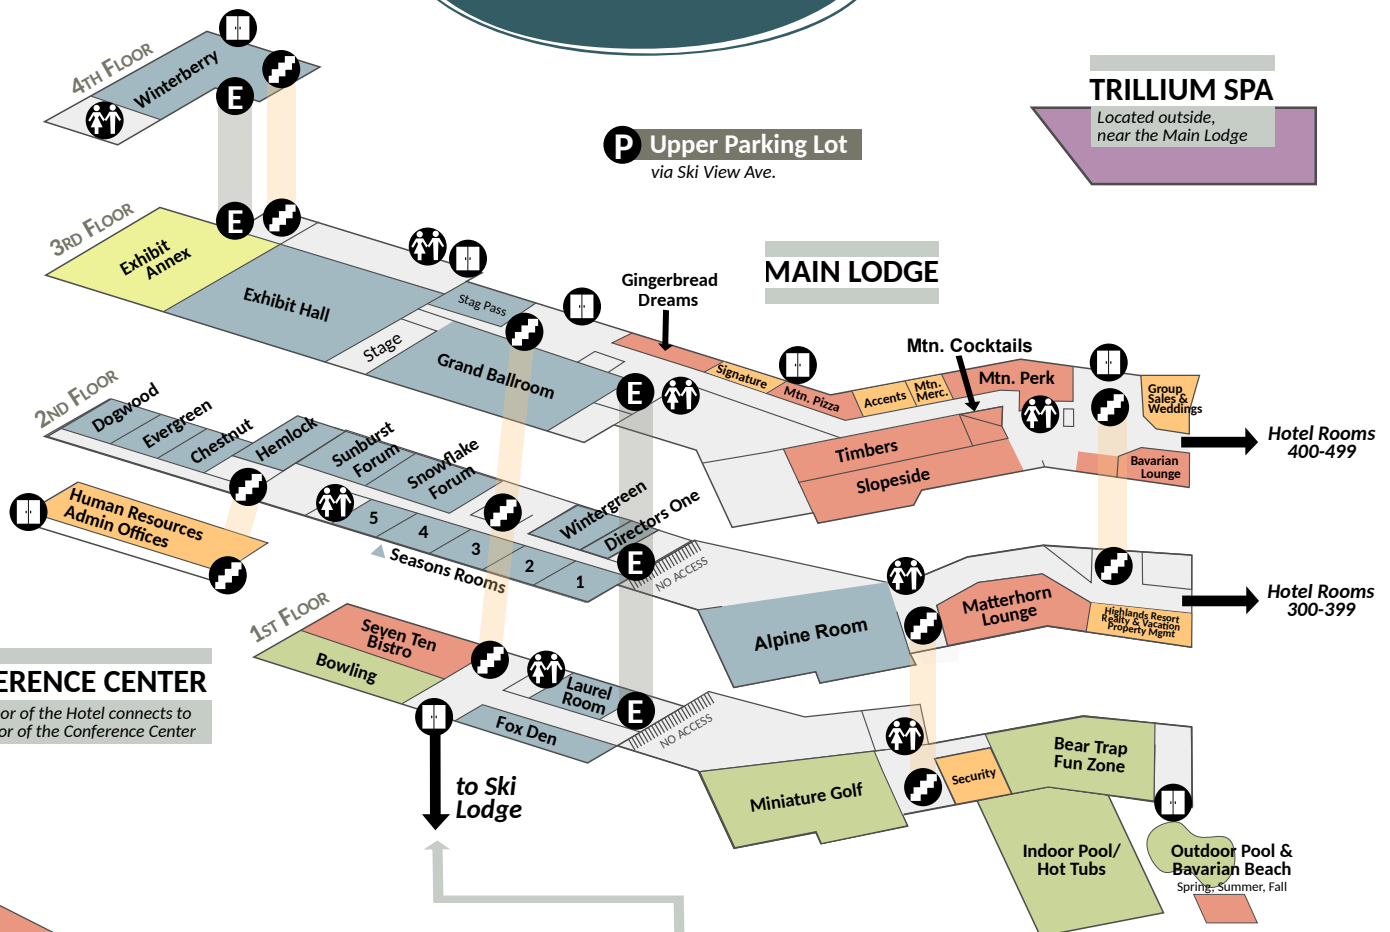 4TH FLOOR
Winterberry
E
TRILLIUM SPA
Located outside,
near the Main Lodge
P Upper Parking Lot
via Ski View Ave.
3RD FLOOR
E
Exhibit
Annex
Exhibit Hall
Stag Pass
Stage
Grand Ballroom
E
MAIN LODGE
Gingerbread
Dreams
Signature
Mtn. Pizza
Accents
Mtn.
Merc.
Mtn. Cocktails
Mtn. Perk
Group
Sales &
Weddings
Timbers
Slopeside
Bavarian
Lounge
Hotel Rooms
400-499
2ND FLOOR
Dogwood
Evergreen
Chestnut
Hemlock
Sunburst
Forum
Snowflake
Forum
Wintergreen
Directors One
E
5
4
3
2
1
Seasons Rooms
NO ACCESS
Human Resources
Admin Offices
Alpine Room
Matterhorn
Lounge
Highlands Resort
Realty & Vacation
Property Mgmt
Hotel Rooms
300-399
1ST FLOOR
Seven Ten
Bistro
Bowling
Laurel
Room
E
Fox Den
NO ACCESS
ERENCE CENTER
or of the Hotel connects to
or of the Conference Center
to Ski
Lodge
Miniature Golf
Security
Bear Trap
Fun Zone
Indoor Pool/
Hot Tubs
Outdoor Pool &
Bavarian Beach
Spring, Summer, Fall